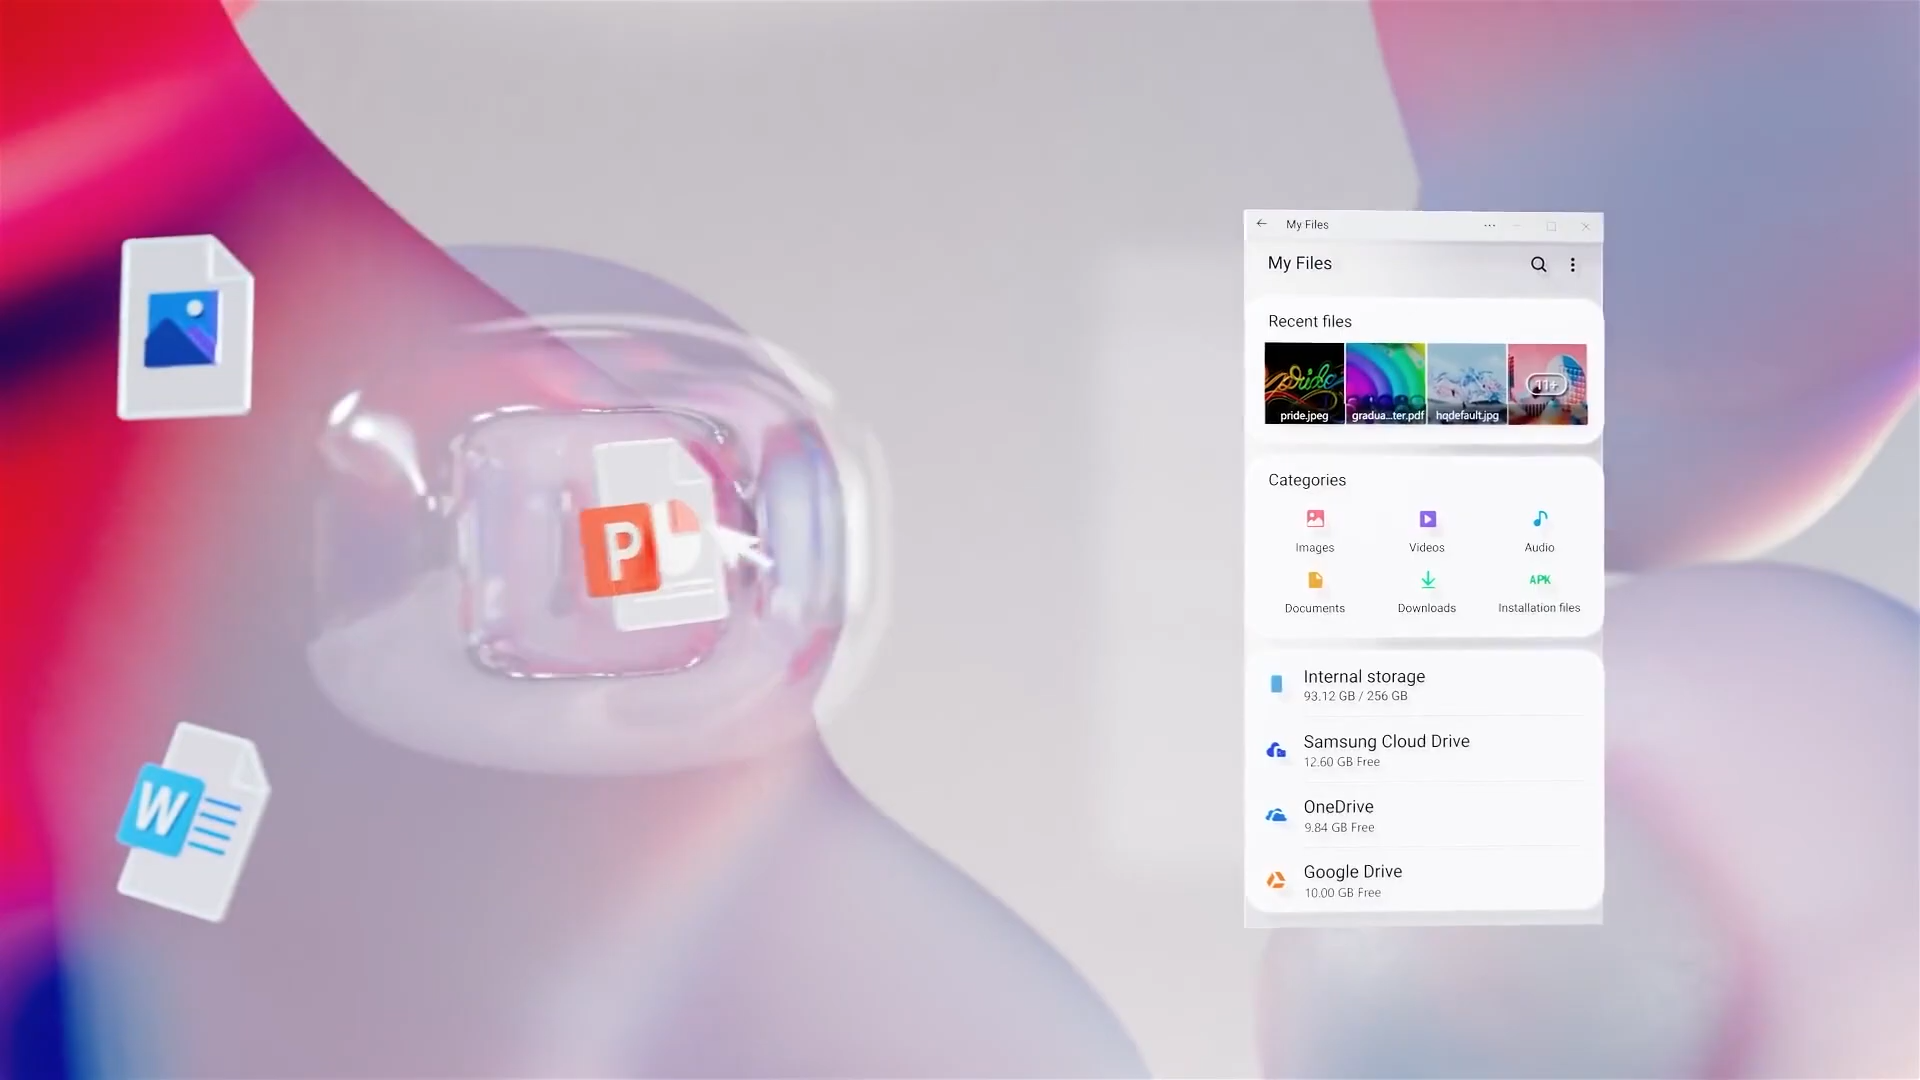 My Files
My Files
Recent files
pride.jpeg gradua...ter.pdf hqdefault.jpg 11+
Categories
Images Videos Audio
APK
Documents Downloads Installation files
Internal storage
93.12 GB / 256 GB
Samsung Cloud Drive
12.60 GB Free
OneDrive
9.84 GB Free
Google Drive
10.00 GB Free
pride
P
W